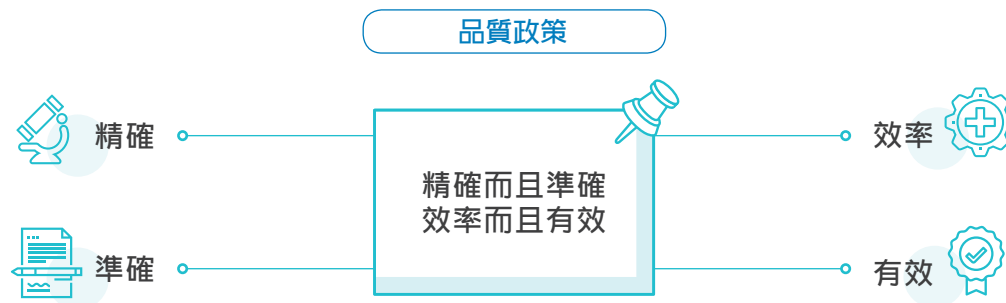 品質政策
精確
效率
精確而且準確
效率而且有效
準確
有效